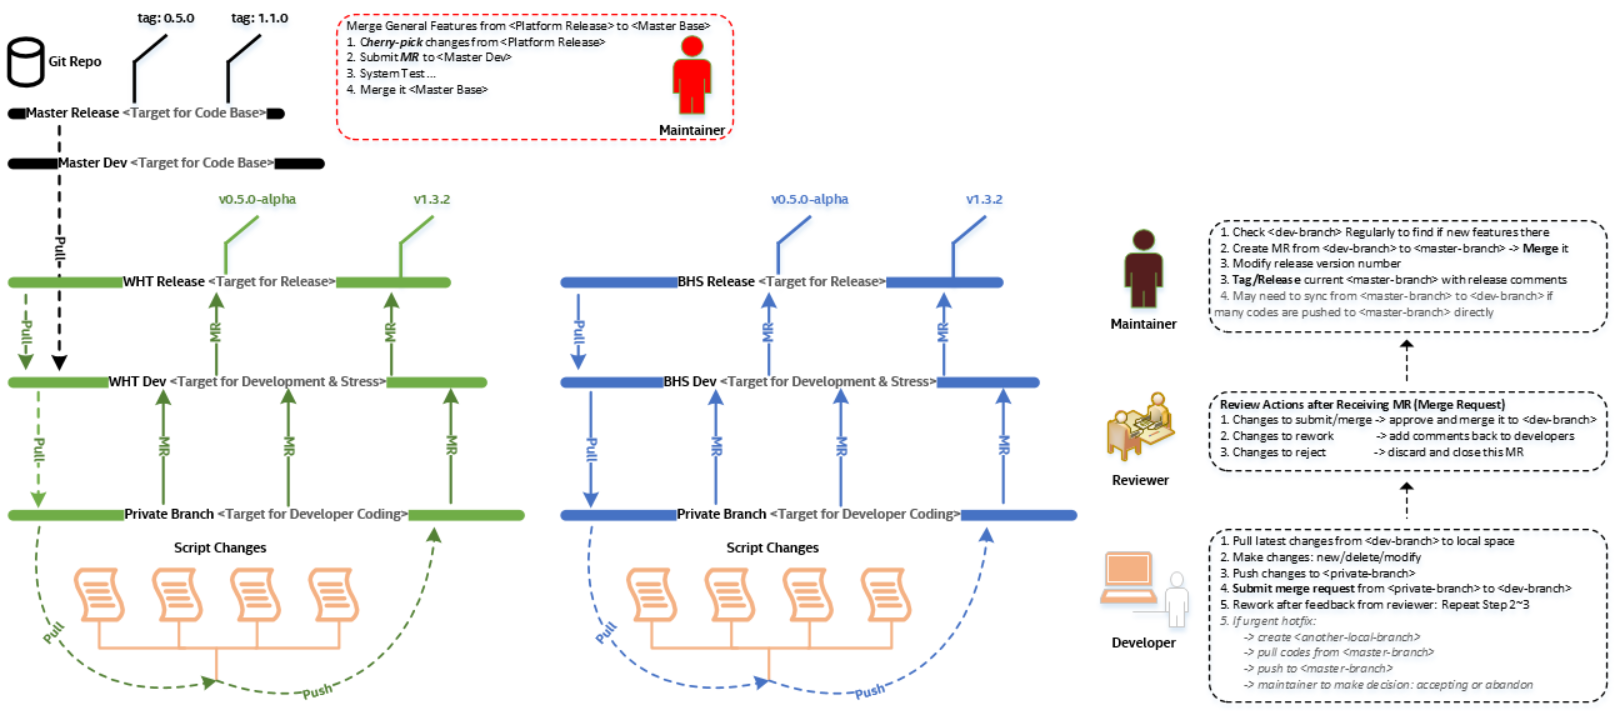 tag: 0.5.0
tag: 1.1.0
Git Repo
Master Release <Target for Code Base>
Master Dev <Target for Code Base>
Merge General Features from <Platform Release> to <Master Base>
1. Cherry-pick changes from <Platform Release>
2. Submit MR to <Master Dev>
3. System Test ...
4. Merge it <Master Base>
Maintainer
Pull
v0.5.0-alpha
v1.3.2
WHT Release <Target for Release>
Pull
MR
MR
WHT Dev <Target for Development & Stress>
Pull
MR
MR
MR
Private Branch <Target for Developer Coding>
Script Changes
Pull
Push
v0.5.0-alpha
v1.3.2
BHS Release <Target for Release>
Pull
MR
MR
BHS Dev <Target for Development & Stress>
Pull
MR
MR
MR
Private Branch <Target for Developer Coding>
Script Changes
Pull
Push
Maintainer
1. Check <dev-branch> Regularly to find if new features there
2. Create MR from <dev-branch> to <master-branch> -> Merge it
3. Modify release version number
3. Tag/Release current <master-branch> with release comments
4. May need to sync from <master-branch> to <dev-branch> if
many codes are pushed to <master-branch> directly
Reviewer
Review Actions after Receiving MR (Merge Request)
1. Changes to submit/merge -> approve and merge it to <dev-branch>
2. Changes to rework -> add comments back to developers
3. Changes to reject -> discard and close this MR
Developer
1. Pull latest changes from <dev-branch> to local space
2. Make changes: new/delete/modify
3. Push changes to <private-branch>
4. Submit merge request from <private-branch> to <dev-branch>
5. Rework after feedback from reviewer: Repeat Step 2~3
5. If urgent hotfix:
-> create <another-local-branch>
-> pull codes from <master-branch>
-> push to <master-branch>
-> maintainer to make decision: accepting or abandon